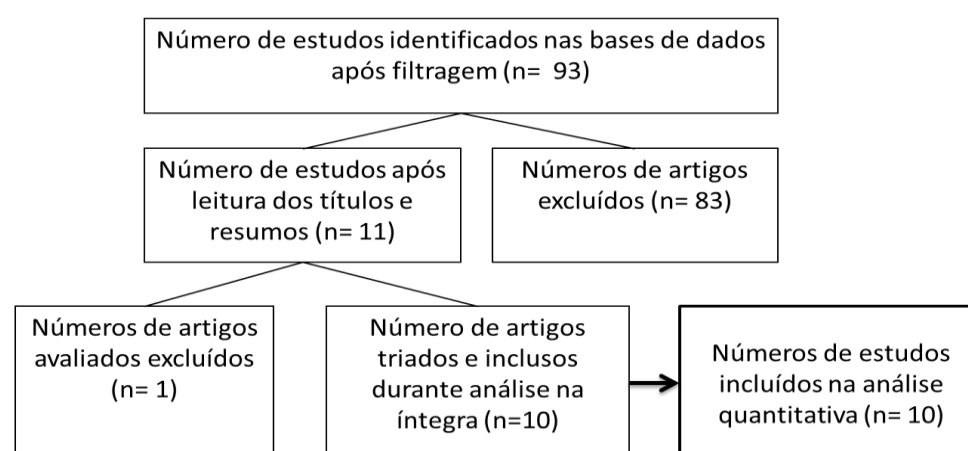 Número de estudos identificados nas bases de dados
após filtragem (n=  93)
Número de estudos após
leitura dos títulos e
resumos (n= 11)
Números de artigos
excluídos (n= 83)
Números de artigos
avaliados excluídos
(n= 1)
Número de artigos
triados e inclusos
durante análise na
íntegra (n=10)
Números de estudos
incluídos na análise
quantitativa (n= 10)